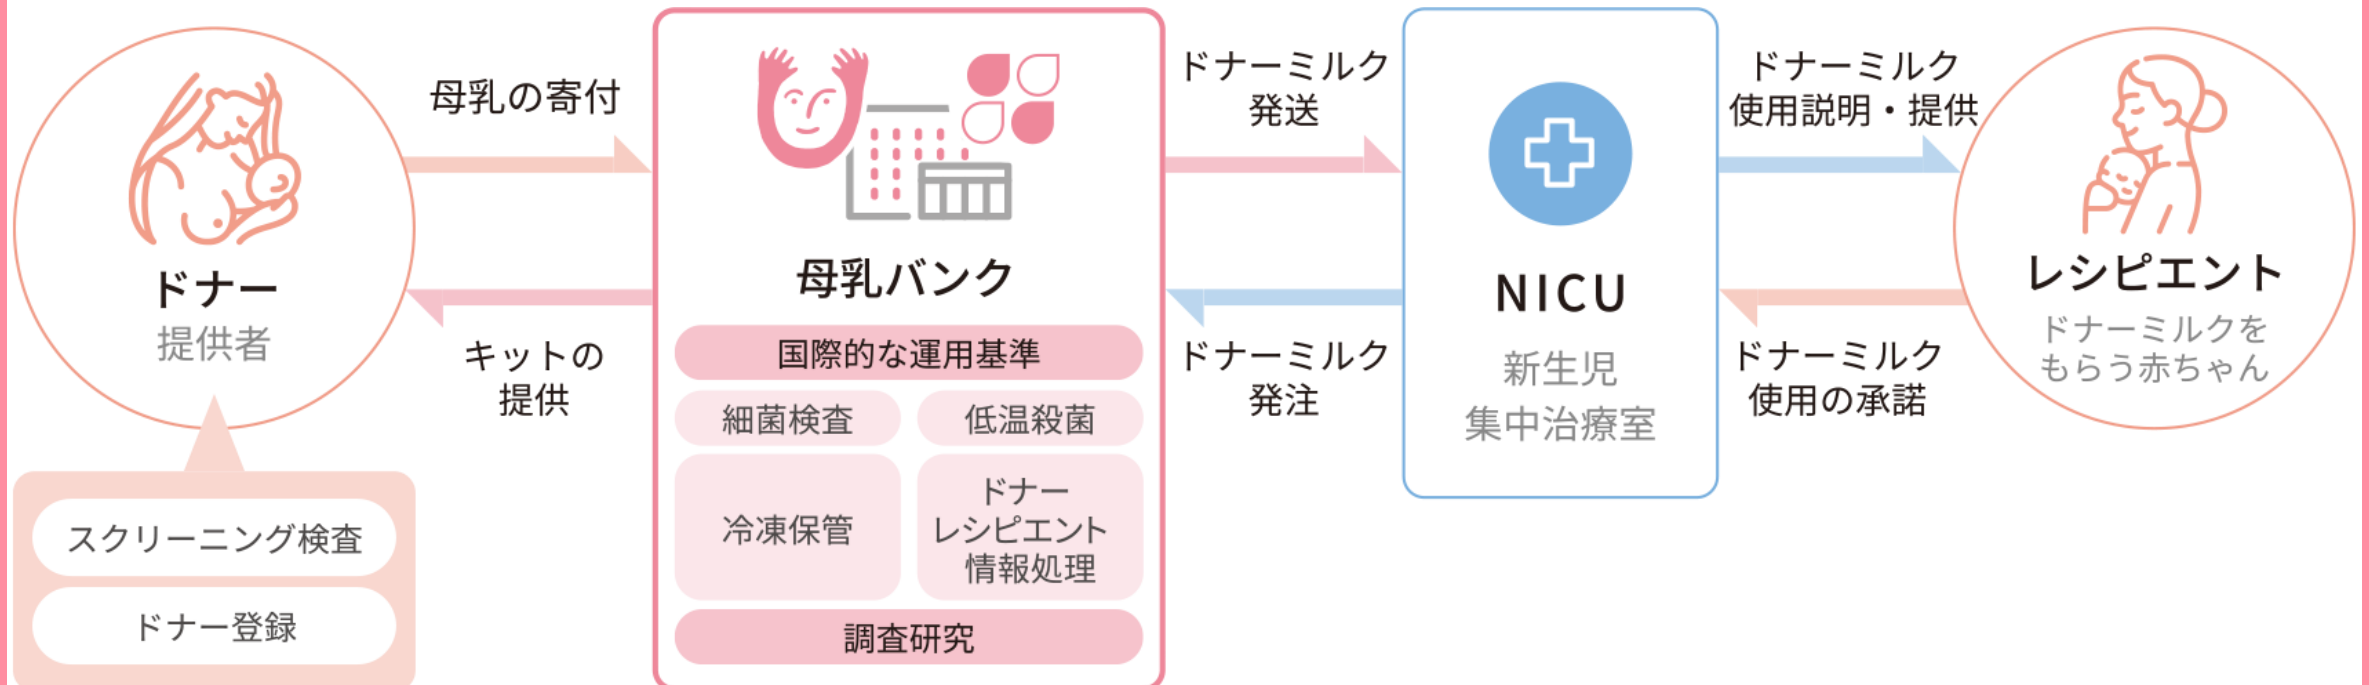 母乳の寄付
ドナー
提供者
キットの
提供
スクリーニング検査
ドナー登録
母乳バンク
国際的な運用基準
細菌検査
低温殺菌
冷凍保管
ドナー
レシピエント
情報処理
調査研究
ドナーミルク
発送
ドナーミルク
発注
NICU
新生児
集中治療室
ドナーミルク
使用説明・提供
ドナーミルク
使用の承諾
レシピエント
ドナーミルクを
もらう赤ちゃん